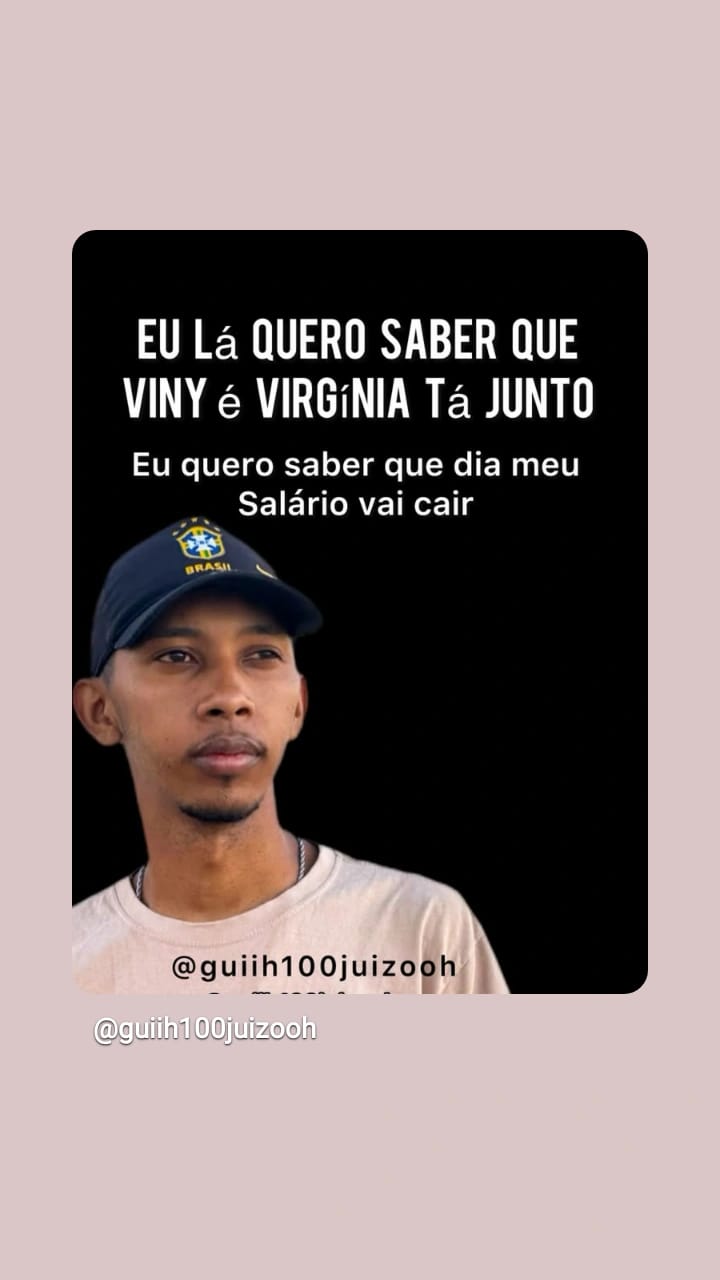 EU Lá QUERO SABER QUE
VINY é VIRGíNIA Tá JUNTO
Eu quero saber que dia meu
Salário vai cair
BRASIL
@guiih100juizooh
@guiih100juizooh